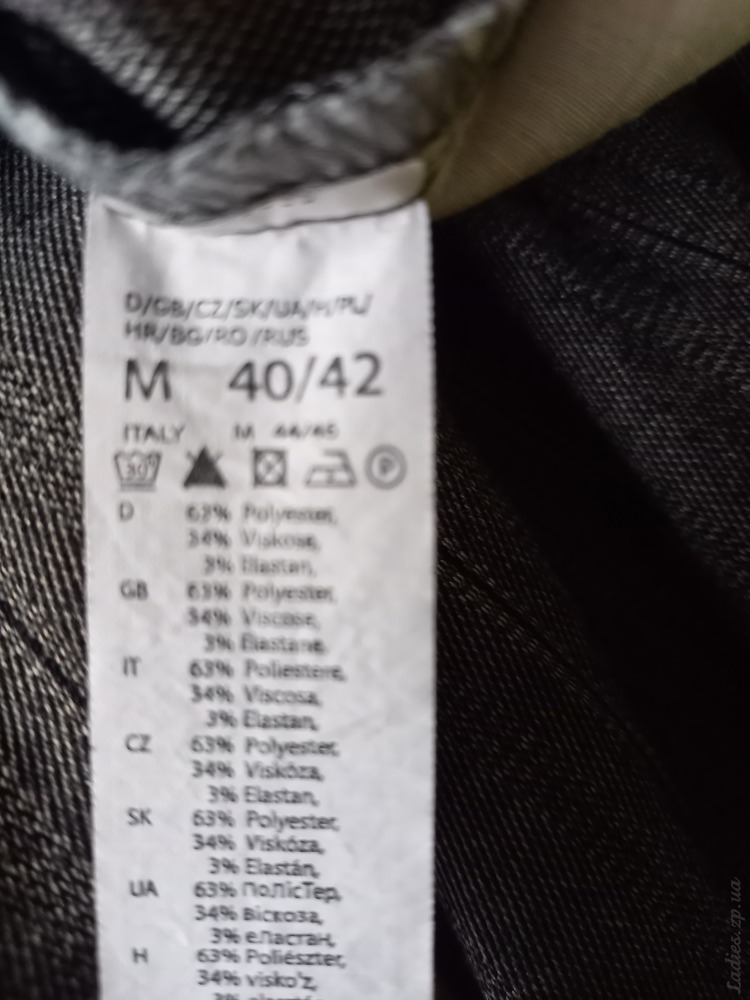 D/GB/CZ/SK/UA/H/PL/
HR/BG/RO/RUS
M 40/42
ITALY M 44/46
30°
P
D 63% Polyester,
34% Viskose,
3% Elastan,
GB 63% Polyester,
34% Viscose,
3% Elastane,
IT 63% Poliestere,
34% Viscosa,
3% Elastan,
CZ 63% Polyester,
34% Viskóza,
3% Elastan,
SK 63% Polyester,
34% Viskóza,
3% Elastán,
UA 63% ПоЛІсТер,
34% віскоза,
3% еЛастан,
H 63% Poliészter,
34% visko'z,
Ladies.zp.ua